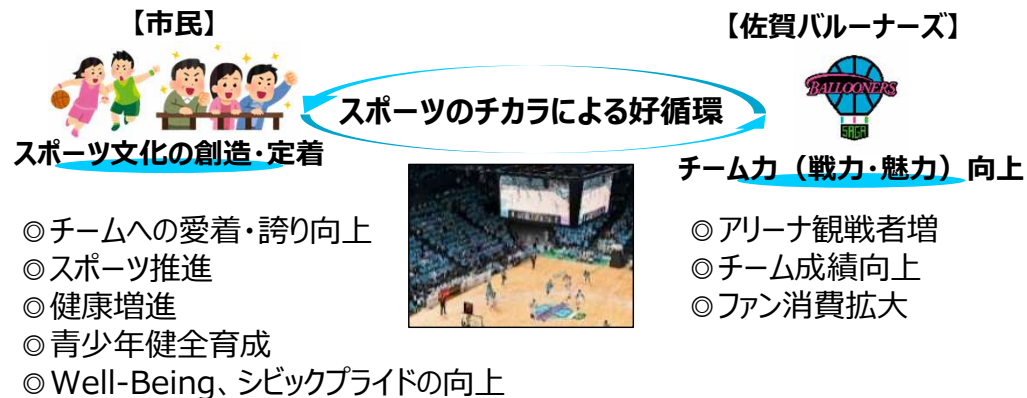 【市民】
【佐賀バルーナーズ】
スポーツのチカラによる好循環
BALLOONERS
SAGA
スポーツ文化の創造・定着
チーム力（戦力・魅力）向上
◎チームへの愛着・誇り向上
◎スポーツ推進
◎健康増進
◎青少年健全育成
◎Well-Being、シビックプライドの向上
◎アリーナ観戦者増
◎チーム成績向上
◎ファン消費拡大